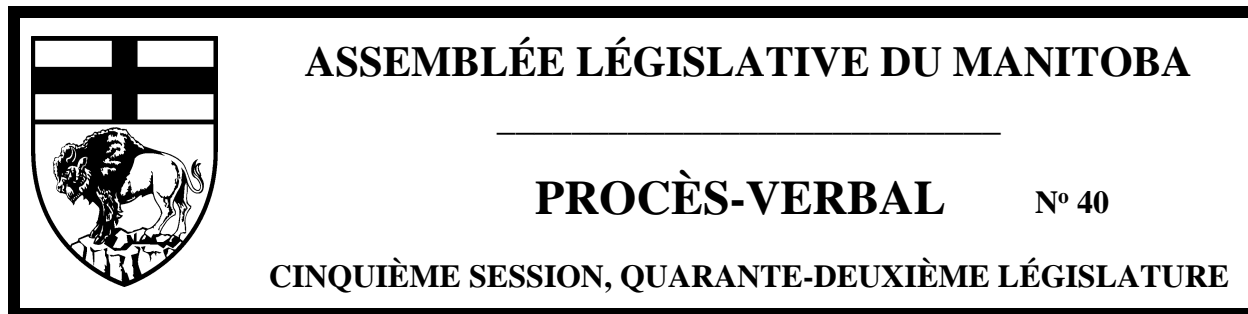 ASSEMBLÉE LÉGISLATIVE DU MANITOBA
PROCÈS-VERBAL Nº 40
CINQUIÈME SESSION, QUARANTE-DEUXIÈME LÉGISLATURE